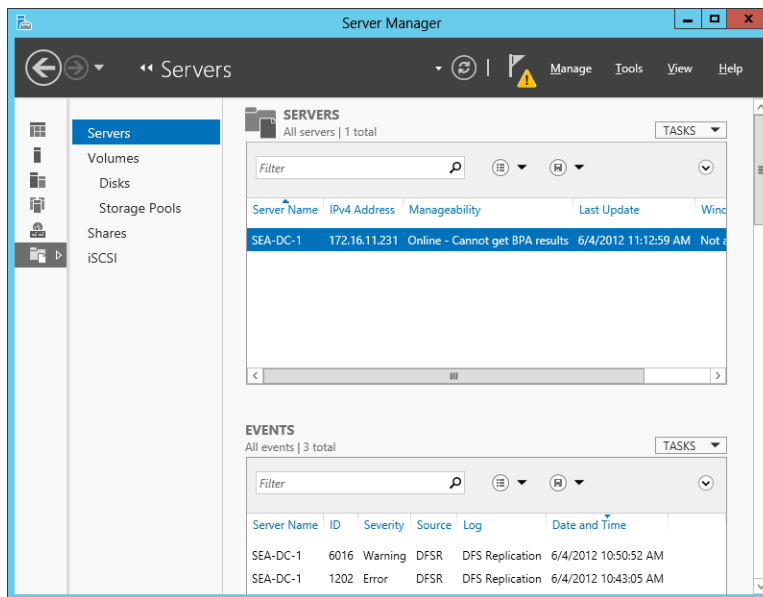 Server Manager
Servers
Manage Tools View Help
Servers
Volumes
Disks
Storage Pools
Shares
iSCSI
SERVERS
All servers | 1 total
TASKS
Filter
Server Name IPv4 Address Manageability Last Update Winc
SEA-DC-1 172.16.11.231 Online - Cannot get BPA results 6/4/2012 11:12:59 AM Not a
EVENTS
All events | 3 total
TASKS
Filter
Server Name ID Severity Source Log Date and Time
SEA-DC-1 6016 Warning DFSR DFS Replication 6/4/2012 10:50:52 AM
SEA-DC-1 1202 Error DFSR DFS Replication 6/4/2012 10:43:05 AM